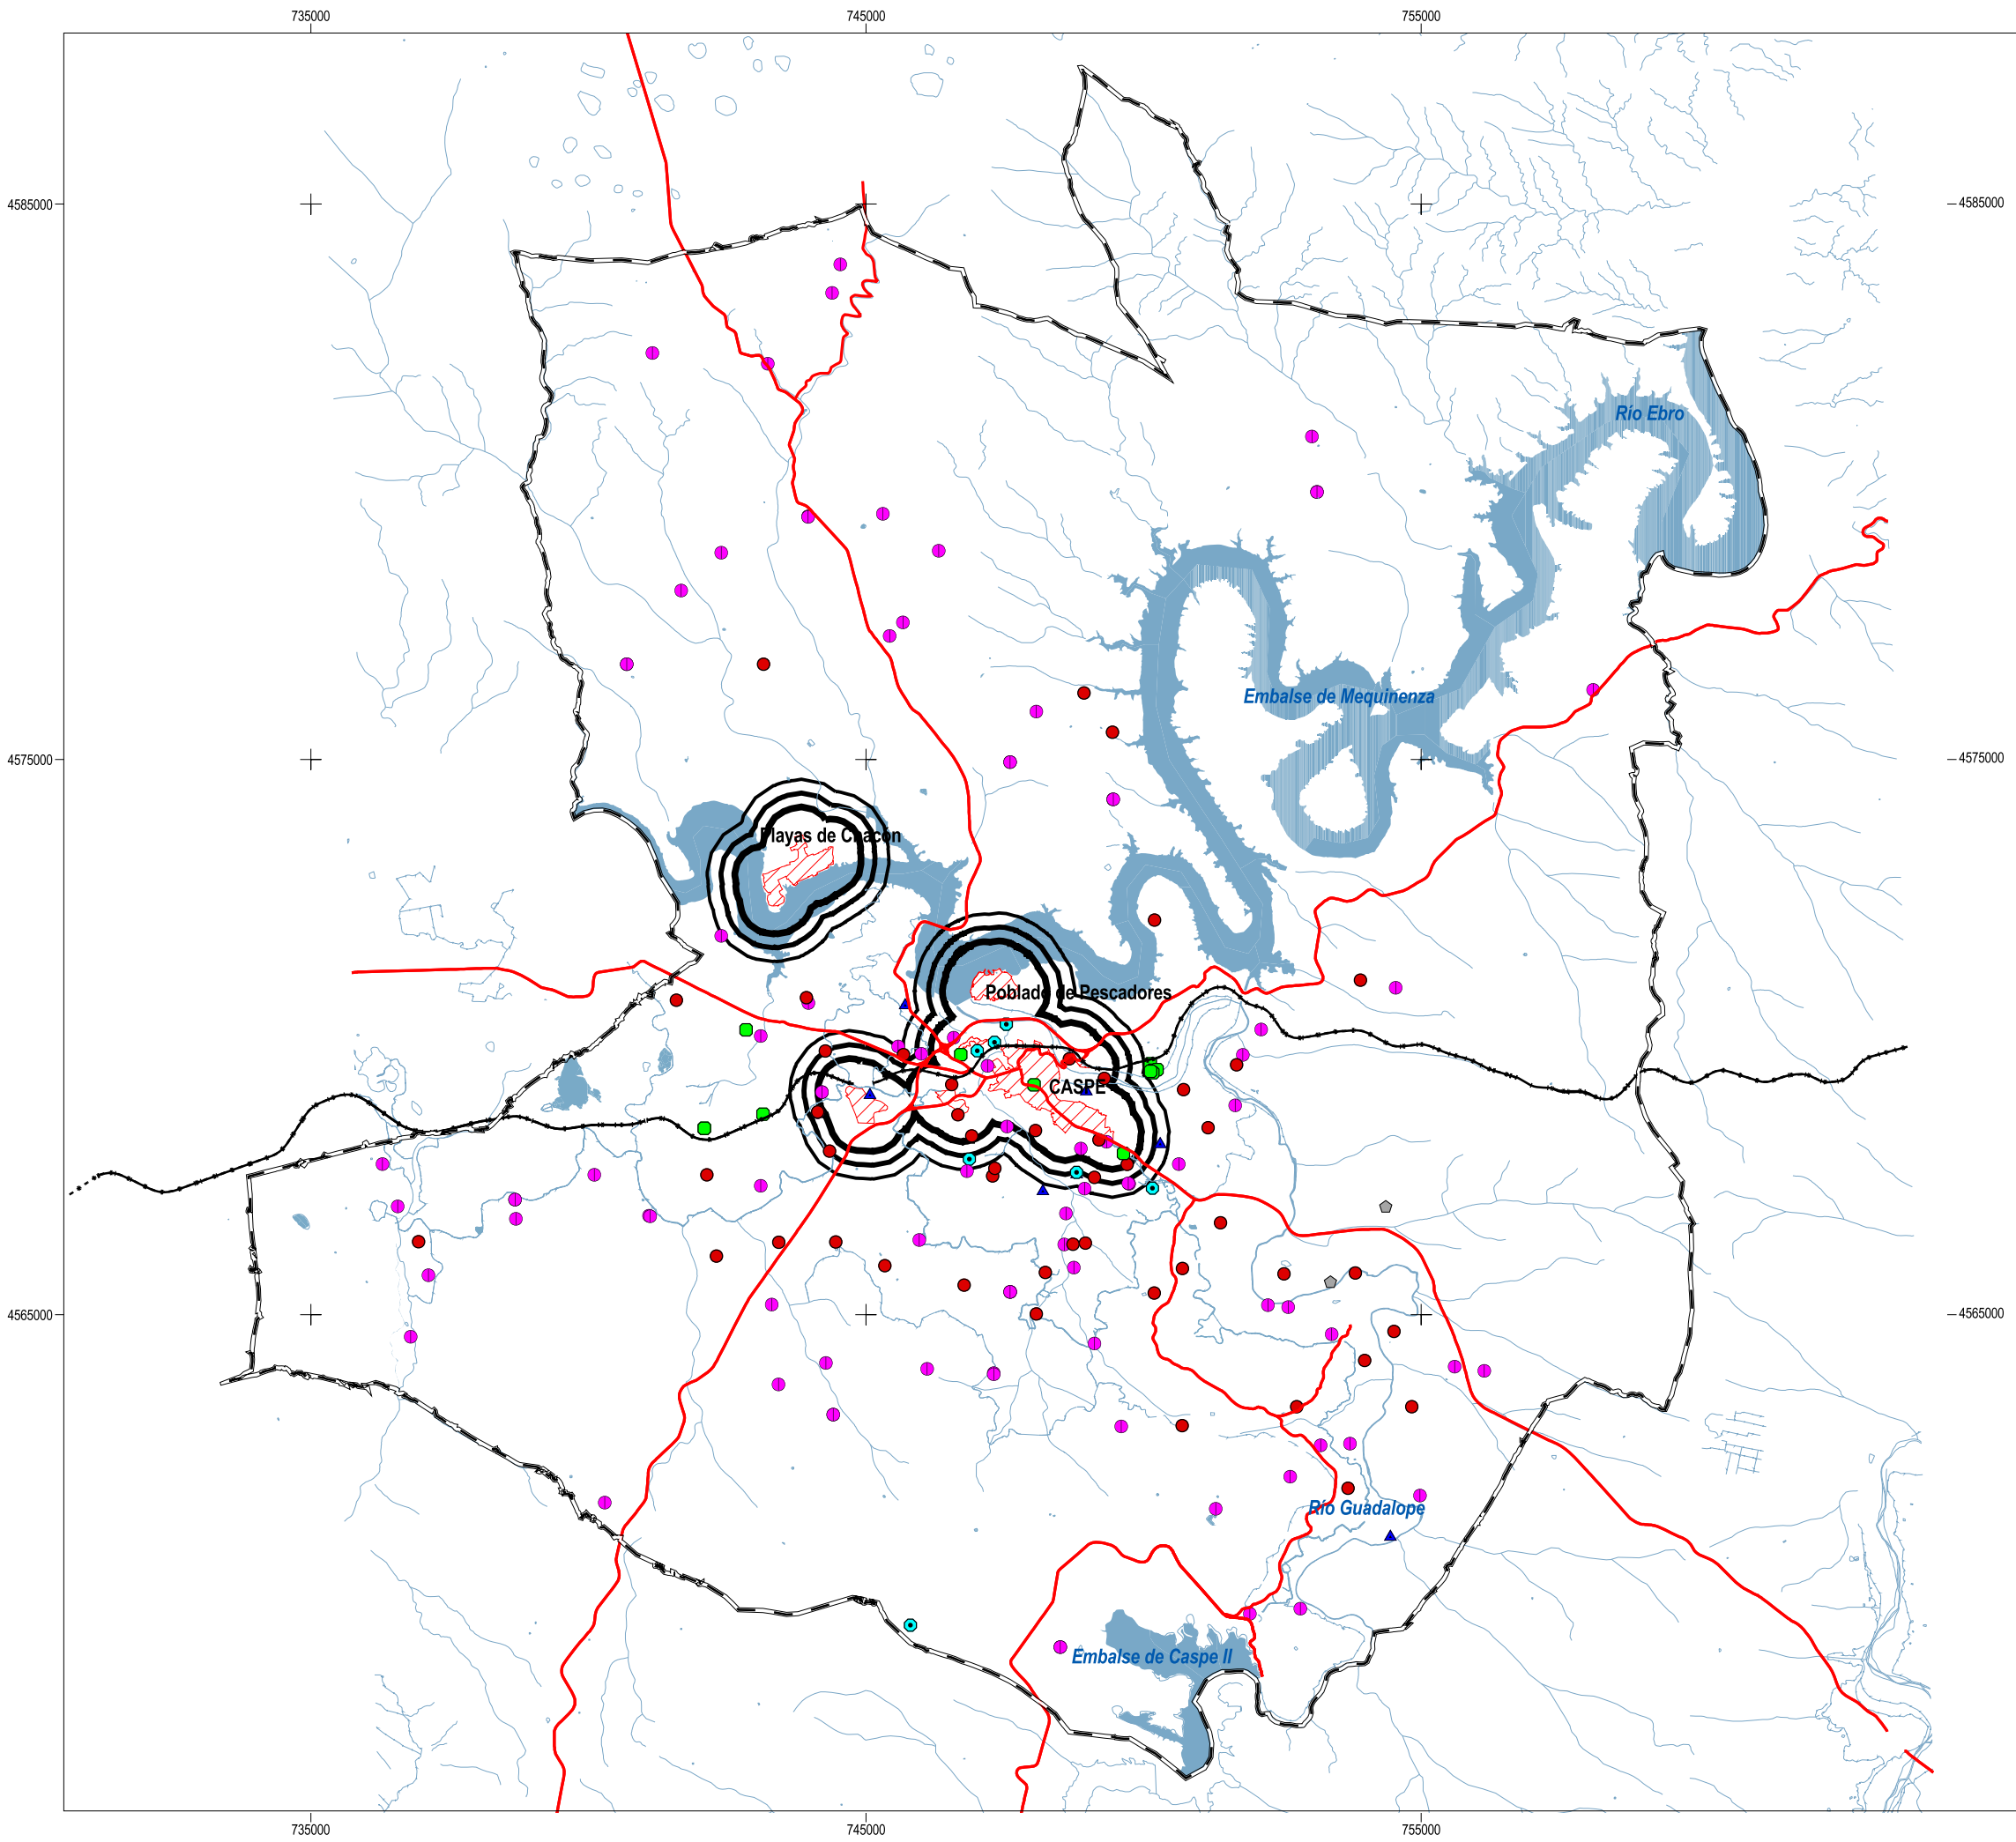 735000 745000 755000
4585000 4585000
Río Ebro
Embalse de Mequinenza
4575000 4575000
Playas de Chacón
Poblado de Pescadores
CASPE
4565000 4565000
Río Guadalope
Embalse de Caspe II
735000 745000 755000